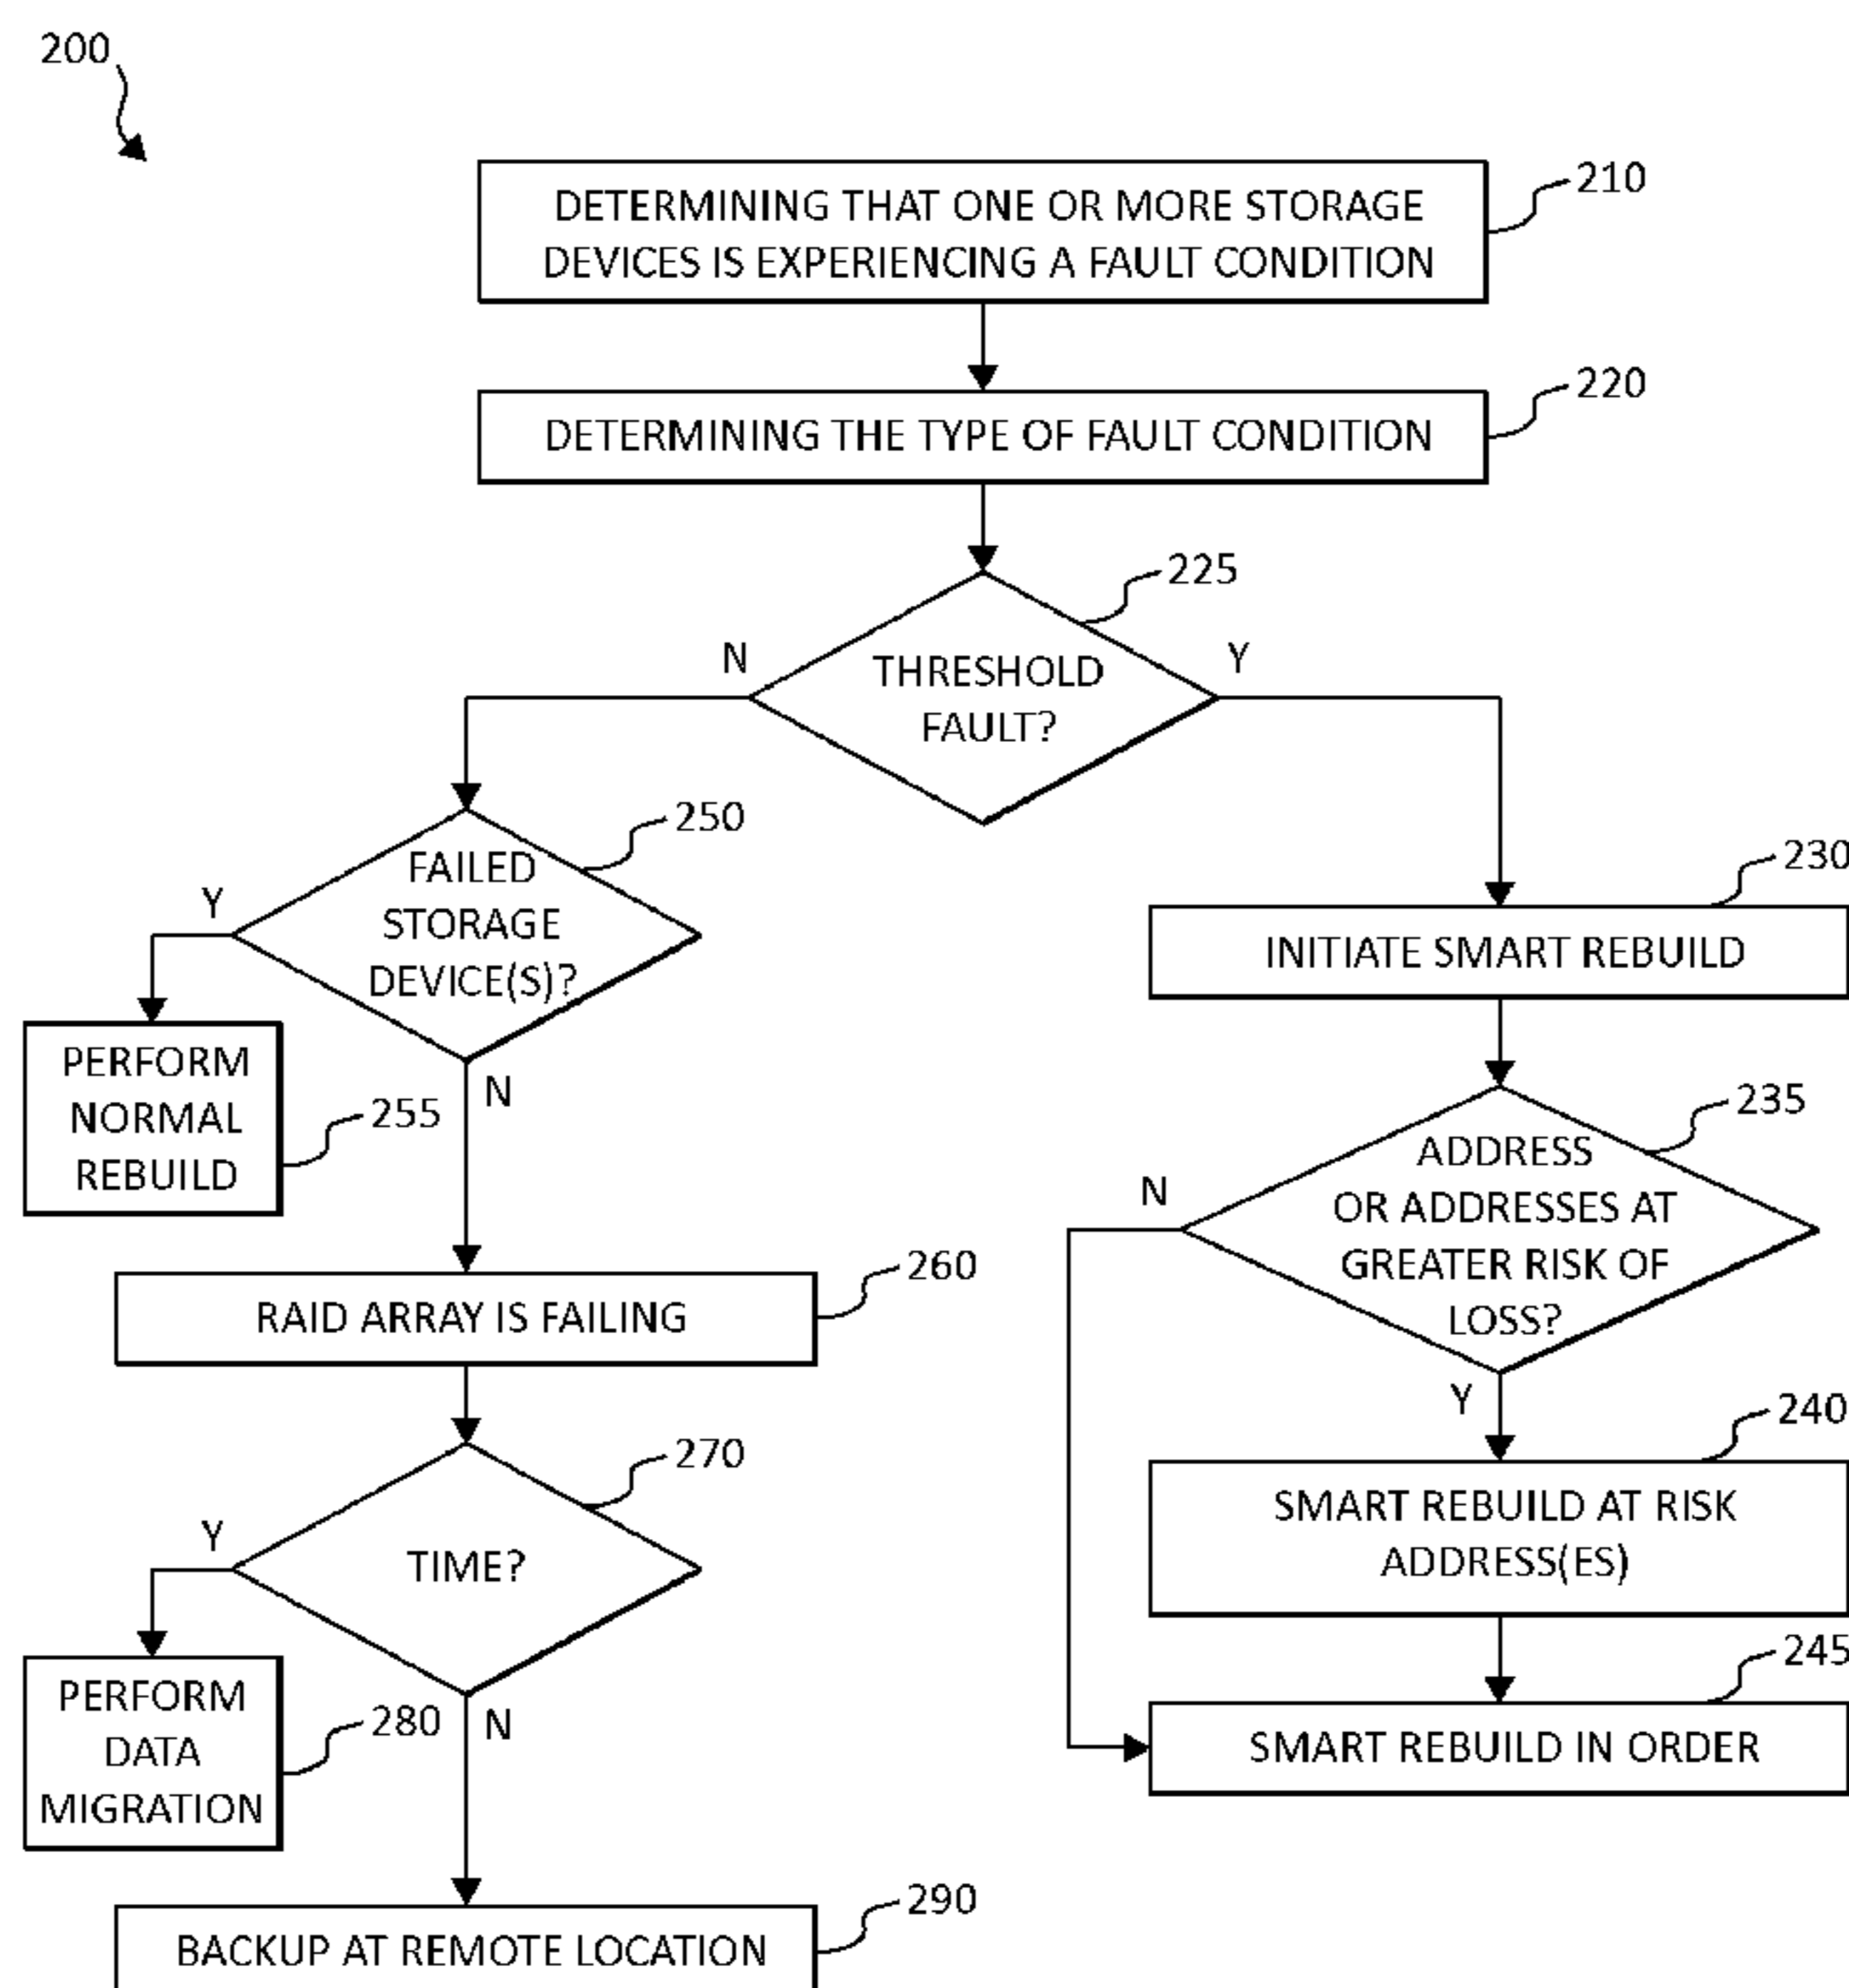 200
DETERMINING THAT ONE OR MORE STORAGE
DEVICES IS EXPERIENCING A FAULT CONDITION
210
DETERMINING THE TYPE OF FAULT CONDITION
220
THRESHOLD
FAULT?
225
N
Y
FAILED
STORAGE
DEVICE(S)?
250
Y
N
PERFORM
NORMAL
REBUILD
255
RAID ARRAY IS FAILING
260
TIME?
270
Y
N
PERFORM
DATA
MIGRATION
280
BACKUP AT REMOTE LOCATION
290
INITIATE SMART REBUILD
230
ADDRESS
OR ADDRESSES AT
GREATER RISK OF
LOSS?
235
N
Y
SMART REBUILD AT RISK
ADDRESS(ES)
240
SMART REBUILD IN ORDER
245